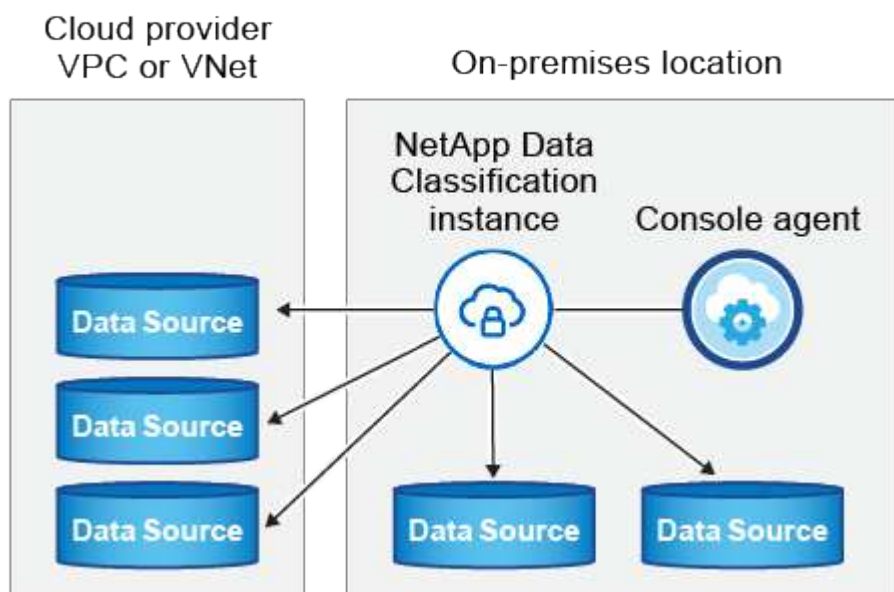 Cloud provider
VPC or VNet
On-premises location
NetApp Data
Classification
instance
Console agent
Data Source
Data Source
Data Source
Data Source
Data Source